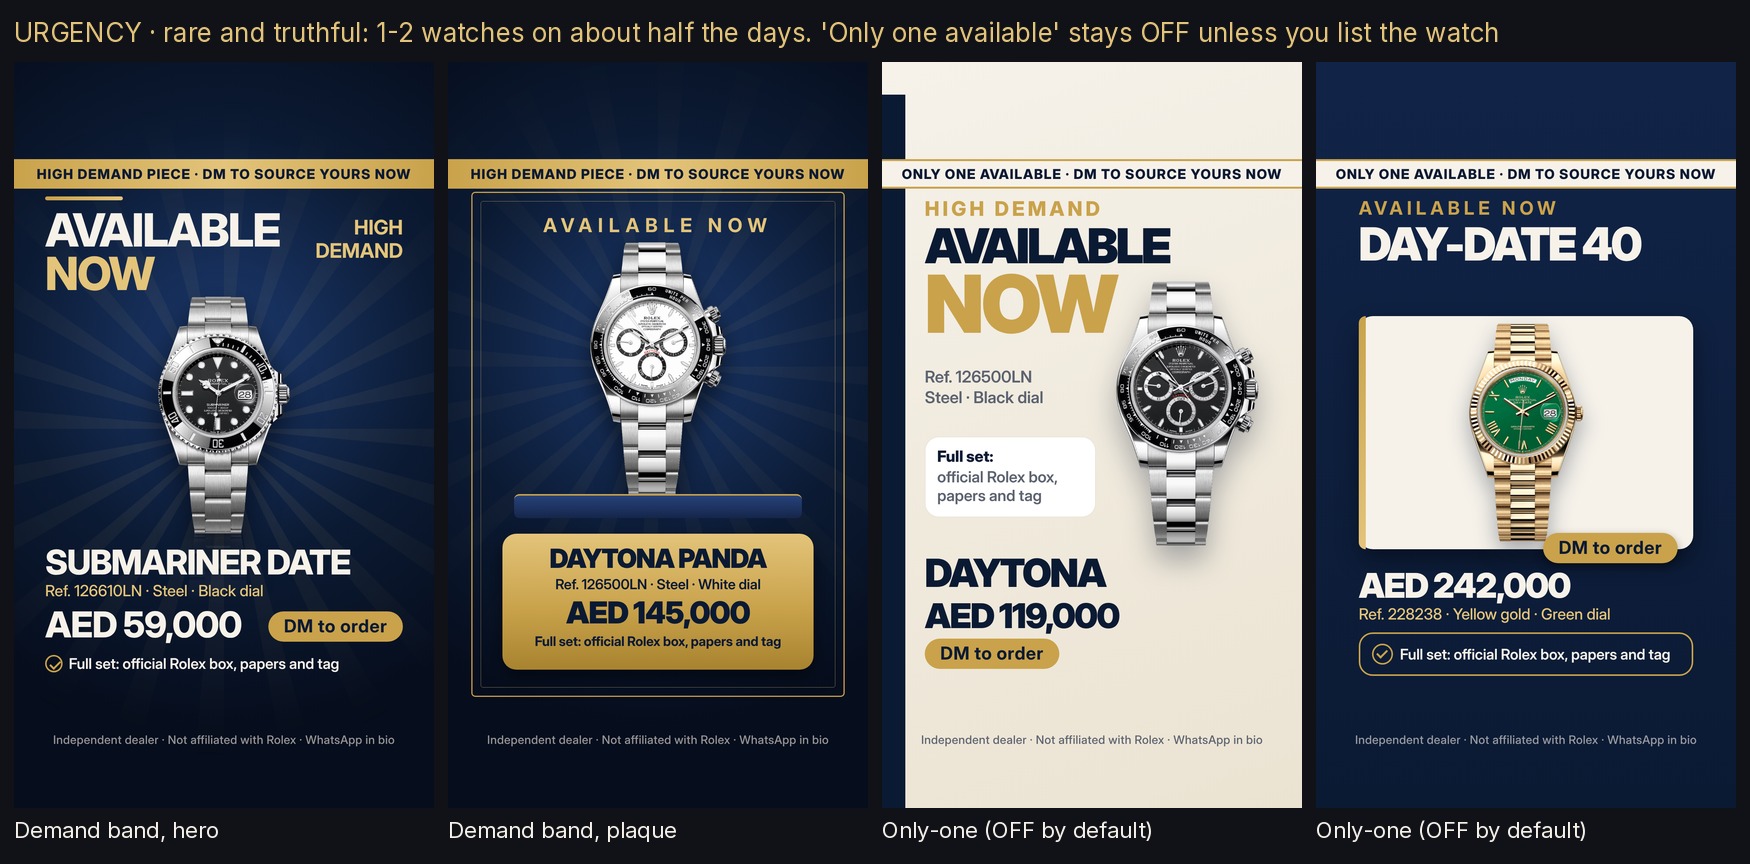 URGENCY · rare and truthful: 1-2 watches on about half the days. 'Only one available' stays OFF unless you list the watch
HIGH DEMAND PIECE · DM TO SOURCE YOURS NOW
AVAILABLE
NOW
HIGH
DEMAND
ROLEX
SUBMARINER DATE
Ref. 126610LN · Steel · Black dial
AED 59,000
DM to order
Full set: official Rolex box, papers and tag
Independent dealer · Not affiliated with Rolex · WhatsApp in bio
Demand band, hero
HIGH DEMAND PIECE · DM TO SOURCE YOURS NOW
AVAILABLE NOW
ROLEX
DAYTONA PANDA
Ref. 126500LN · Steel · White dial
AED 145,000
Full set: official Rolex box, papers and tag
Independent dealer · Not affiliated with Rolex · WhatsApp in bio
Demand band, plaque
ONLY ONE AVAILABLE · DM TO SOURCE YOURS NOW
HIGH DEMAND
AVAILABLE
NOW
Ref. 126500LN
Steel · Black dial
Full set:
official Rolex box,
papers and tag
ROLEX
DAYTONA
AED 119,000
DM to order
Independent dealer · Not affiliated with Rolex · WhatsApp in bio
Only-one (OFF by default)
ONLY ONE AVAILABLE · DM TO SOURCE YOURS NOW
AVAILABLE NOW
DAY-DATE 40
MONDAY
ROLEX
28
DM to order
AED 242,000
Ref. 228238 · Yellow gold · Green dial
Full set: official Rolex box, papers and tag
Independent dealer · Not affiliated with Rolex · WhatsApp in bio
Only-one (OFF by default)